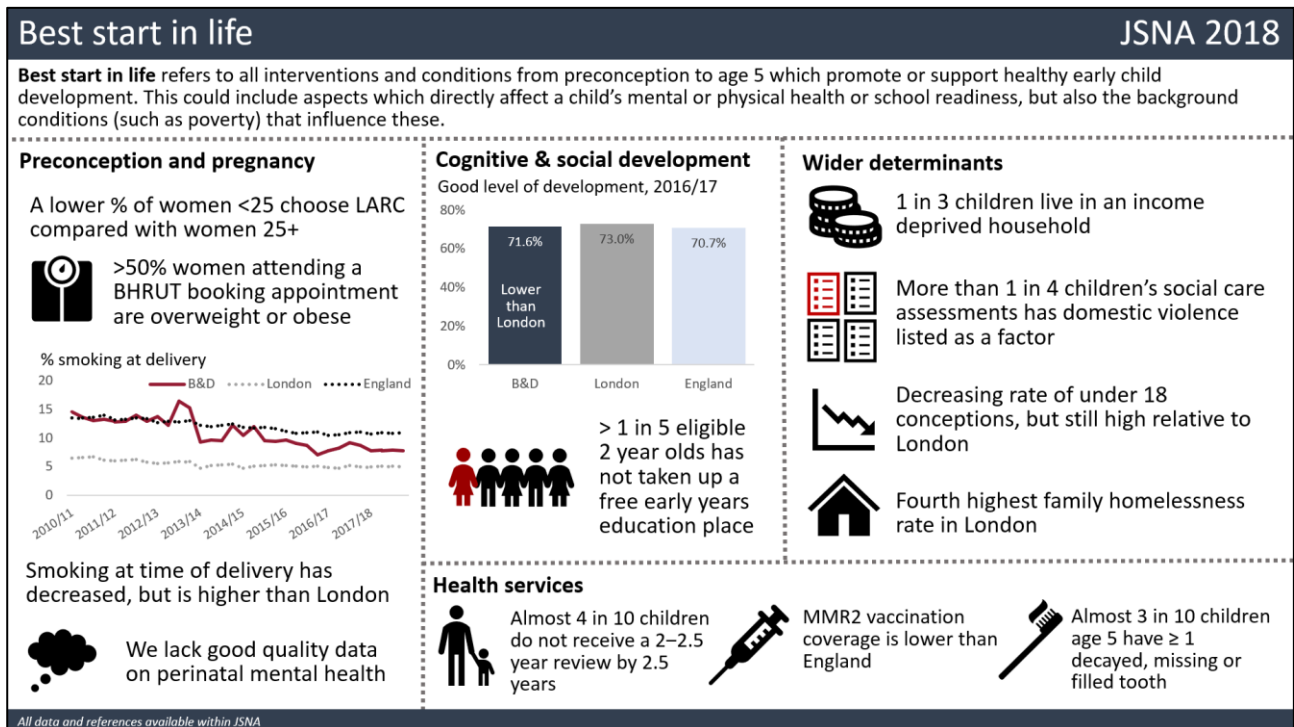 Best start in life
JSNA 2018
Best start in life refers to all interventions and conditions from preconception to age 5 which promote or support healthy early child
development. This could include aspects which directly affect a child's mental or physical health or school readiness, but also the background
conditions (such as poverty) that influence these.
Preconception and pregnancy
A lower % of women <25 choose LARC
compared with women 25+
>50% women attending a
BHRUT booking appointment
are overweight or obese
% smoking at delivery
B&D
London
England
20
15
10
5
0
2010/11
2011/12
2012/13
2013/14
2014/15
2015/16
2016/17
2017/18
Smoking at time of delivery has
decreased, but is higher than London
We lack good quality data
on perinatal mental health
Cognitive & social development
Good level of development, 2016/17
80%
60%
40%
20%
0%
71.6%
Lower
than
London
73.0%
70.7%
B&D
London
England
> 1 in 5 eligible
2 year olds has
not taken up a
free early years
education place
Wider determinants
1 in 3 children live in an income
deprived household
More than 1 in 4 children's social care
assessments has domestic violence
listed as a factor
Decreasing rate of under 18
conceptions, but still high relative to
London
Fourth highest family homelessness
rate in London
Health services
Almost 4 in 10 children
do not receive a 2–2.5
year review by 2.5
years
MMR2 vaccination
coverage is lower than
England
Almost 3 in 10 children
age 5 have ≥ 1
decayed, missing or
filled tooth
All data and references available within JSNA